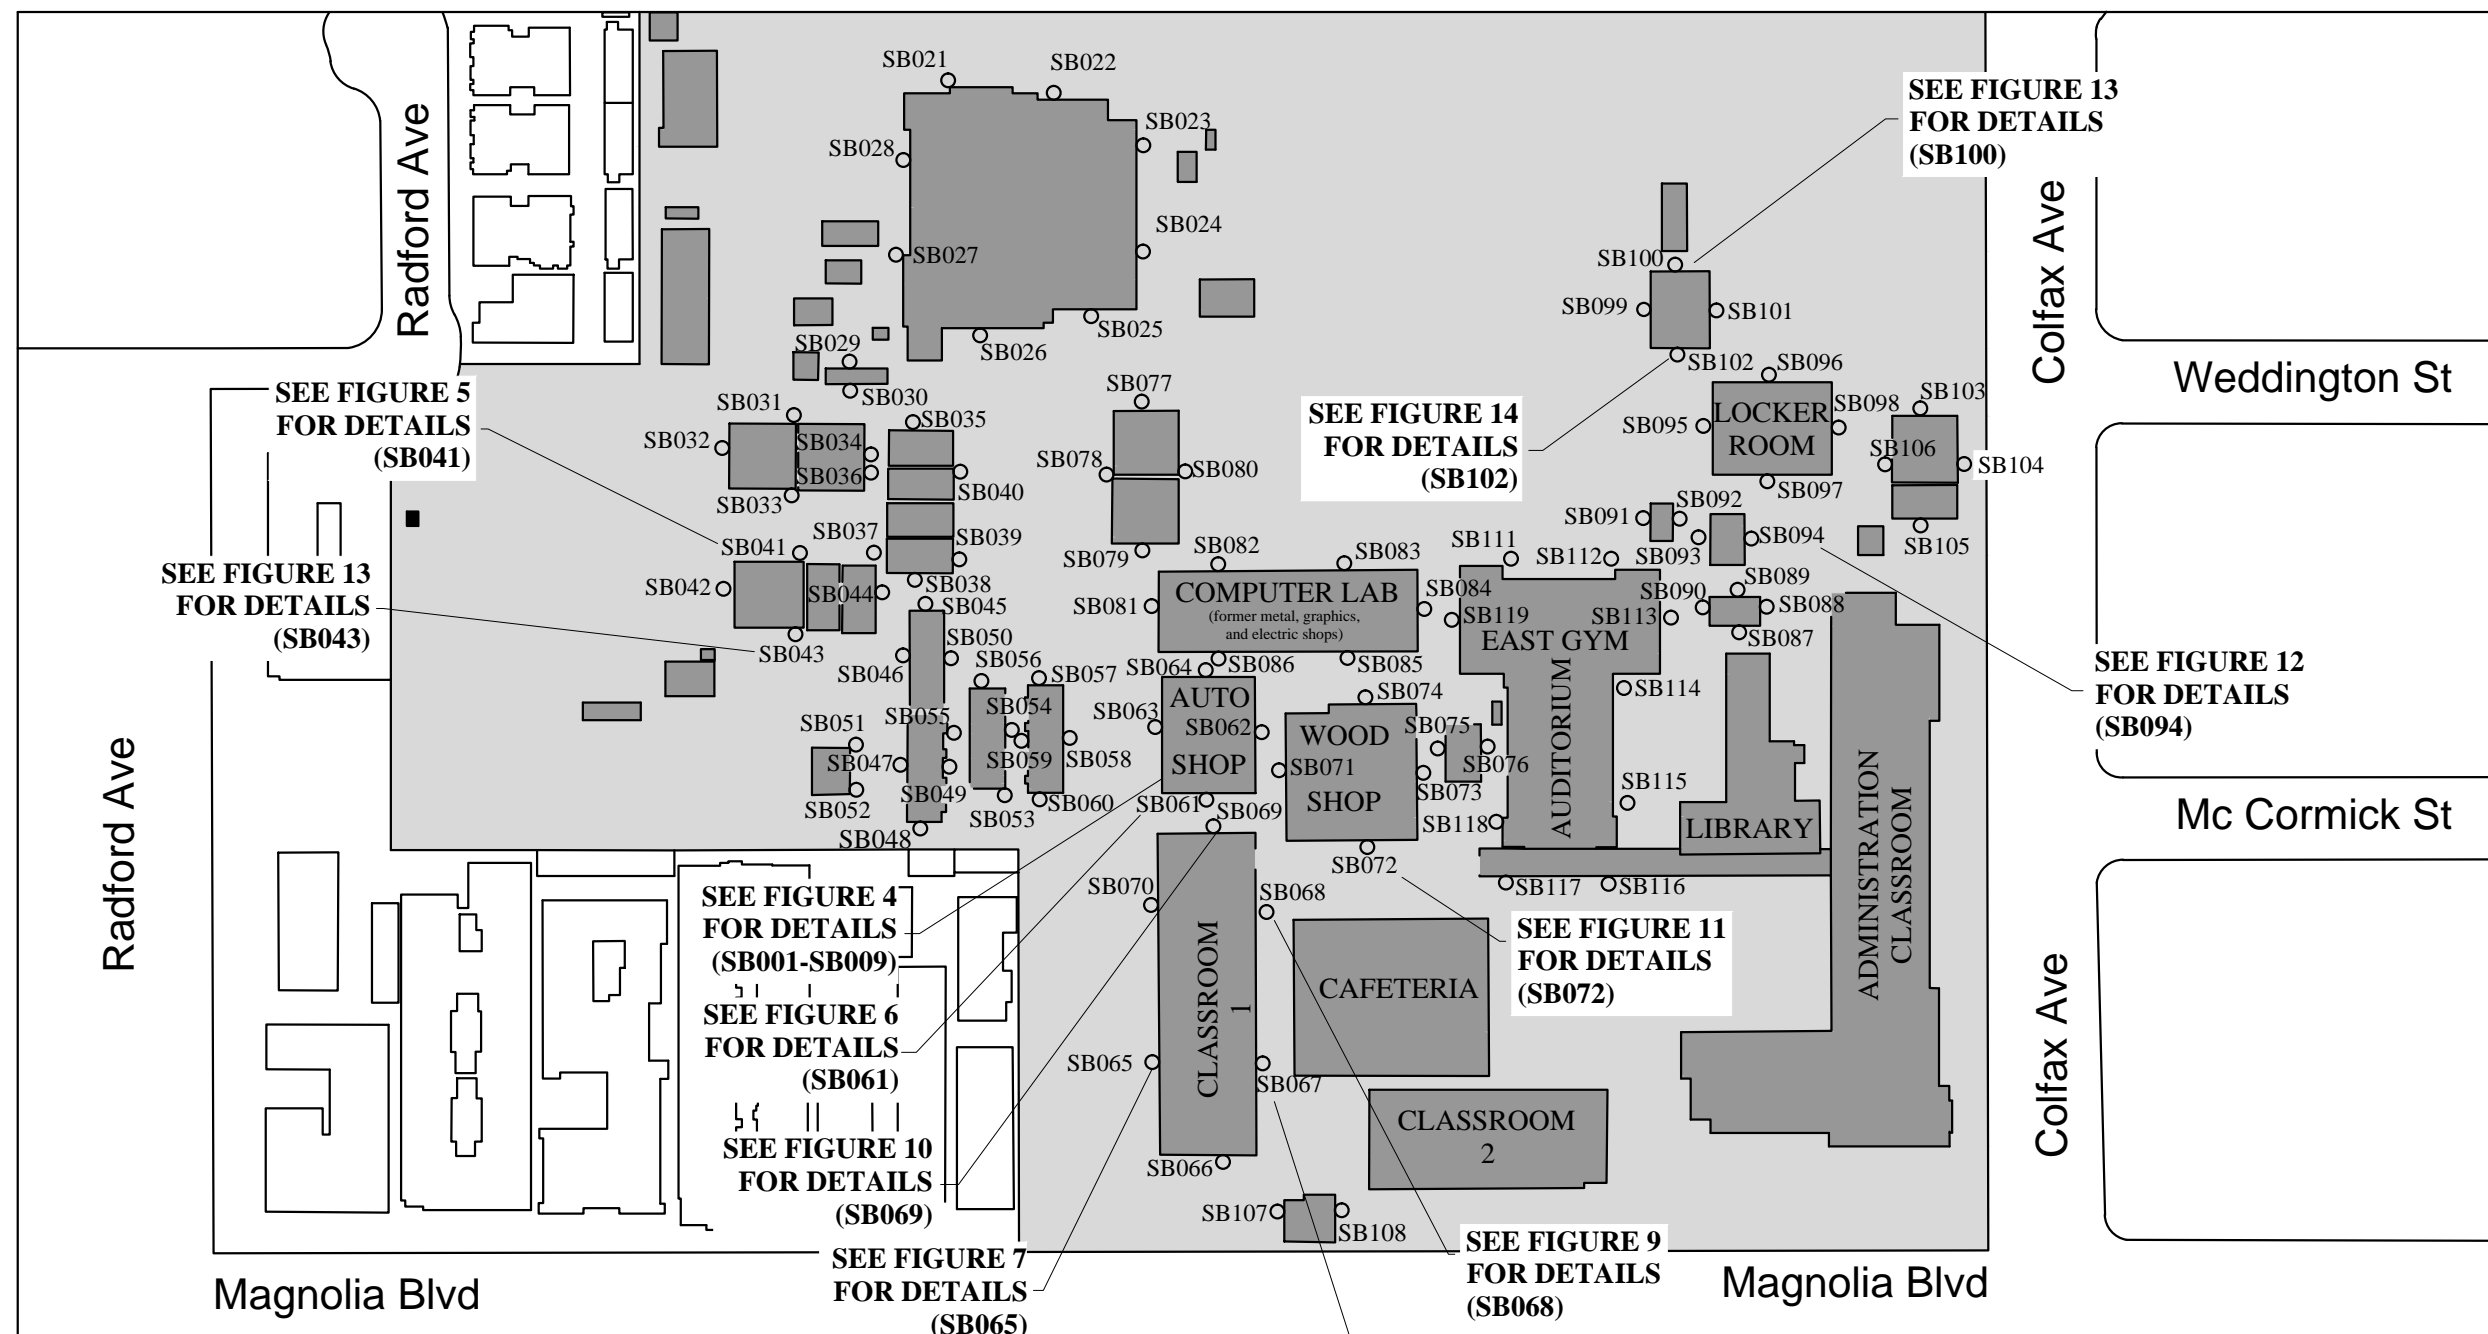 SB021
SB022
SB023
SB028
SB024
SB027
SB025
SB026
SB029
SB030
Radford Ave
SEE FIGURE 13
FOR DETAILS
(SB100)
Colfax Ave
SB100
SB099
SB101
SB102
SB096
Weddington St
SEE FIGURE 5
FOR DETAILS
(SB041)
SB031
SB032
SB034
SB036
SB033
SB035
SB040
SB037
SB039
SB038
SB041
SB042
SB044
SB043
SEE FIGURE 13
FOR DETAILS
(SB043)
SB077
SB078
SB080
SB079
SEE FIGURE 14
FOR DETAILS
(SB102)
SB095
LOCKER
ROOM
SB098
SB097
SB103
SB106
SB104
SB105
SB091
SB092
SB093
SB094
SB111
SB112
SB082
SB083
SB081
COMPUTER LAB
(former metal, graphics,
and electric shops)
SB084
SB086
SB085
SB119
SB113
EAST GYM
AUDITORIUM
SB090
SB089
SB088
SB087
SB114
SB115
SB118
SB117
SB116
SEE FIGURE 12
FOR DETAILS
(SB094)
Mc Cormick St
SB045
SB050
SB046
SB056
SB057
SB055
SB054
SB051
SB047
SB052
SB049
SB048
SB059
SB058
SB053
SB060
SB064
SB063
AUTO
SB062
SHOP
SB061
SB069
SB074
WOOD
SB071
SHOP
SB075
SB076
SB073
SB072
LIBRARY
ADMINISTRATION
CLASSROOM
Radford Ave
SEE FIGURE 4
FOR DETAILS
(SB001-SB009)
SEE FIGURE 6
FOR DETAILS
(SB061)
SEE FIGURE 10
FOR DETAILS
(SB069)
SEE FIGURE 7
FOR DETAILS
(SB065)
SB070
SB068
SB065
SB067
SB066
CLASSROOM
1
CAFETERIA
CLASSROOM
2
SEE FIGURE 11
FOR DETAILS
(SB072)
SB107
SB108
SEE FIGURE 9
FOR DETAILS
(SB068)
Colfax Ave
Magnolia Blvd
Magnolia Blvd